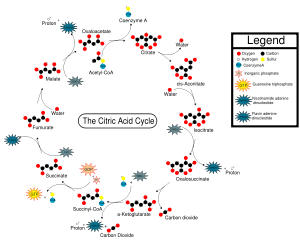 Coenzyme A
Proton
Oxaloacetate
Citrate
Water
Acetyl-CoA
Malate
cis-Aconitate
Water
Water
The Citric Acid Cycle
Isocitrate
Fumurate
Succinate
Oxalosuccinate
Proton
Succinyl-CoA
α-Ketoglutarate
Carbon dioxide
Proton
Carbon Dioxide
Legend
Oxygen
Carbon
Hydrogen
Sulfur
CoenzymeA
Inorganic phosphate
GTP
Guanosine triphosphate
Nicotinamide adenine
dinucleotide
Flavin adenine
dinucleotide